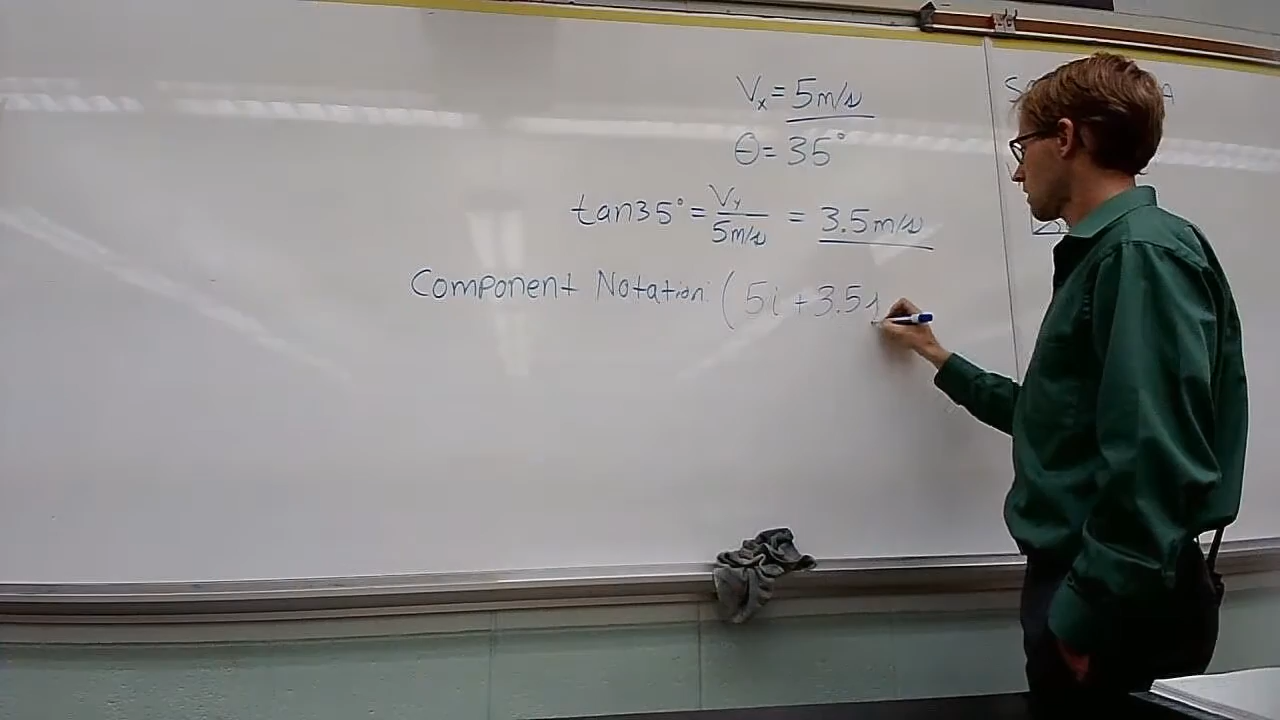 Vx = 5m/s
θ = 35°
tan35° = Vy / 5m/s = 3.5m/s
Component Notation: (5i + 3.5j